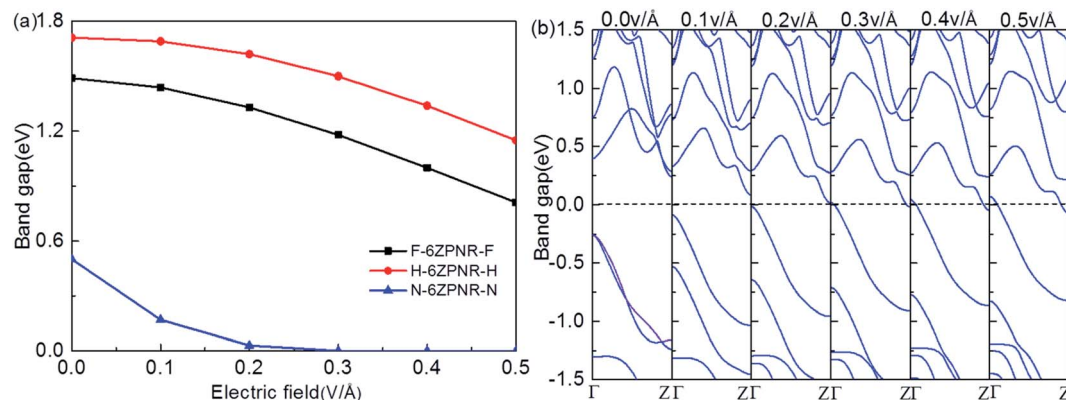 (a)
1.8
1.2
0.6
0.0
Band gap(eV)
F-6ZPNR-F
H-6ZPNR-H
N-6ZPNR-N
0.0 0.1 0.2 0.3 0.4 0.5
Electric field(V/Å)
(b)
0.0v/Å 0.1v/Å 0.2v/Å 0.3v/Å 0.4v/Å 0.5v/Å
1.5
1.0
0.5
0.0
-0.5
-1.0
-1.5
Band gap(eV)
Γ ZΓ ZΓ ZΓ ZΓ ZΓ Z